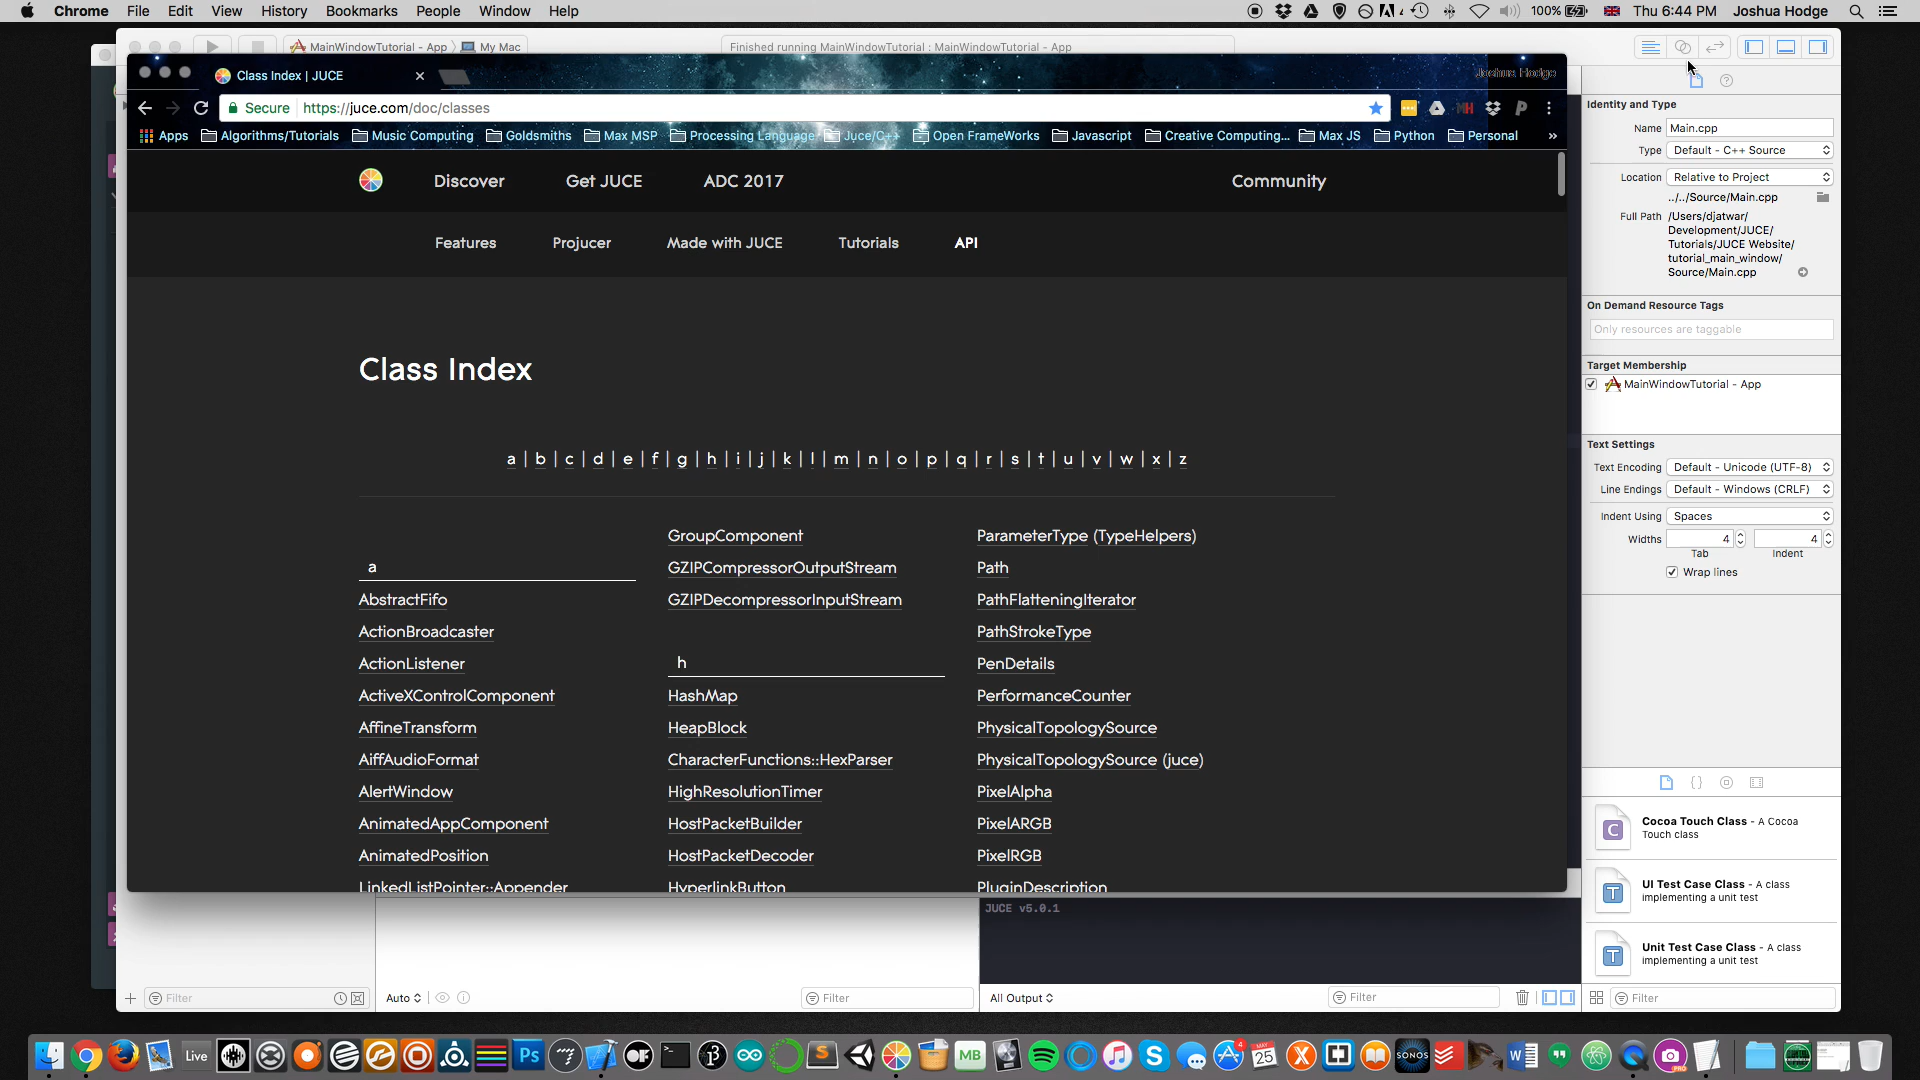 Chrome File Edit View History Bookmarks People Window Help 100% Thu 6:44 PM Joshua Hodge
MainWindowTutorial - App My Mac Finished running MainWindowTutorial : MainWindowTutorial - App
Class Index | JUCE Joshua Hodge
Secure https://juce.com/doc/classes
Apps Algorithms/Tutorials Music Computing Goldsmiths Max MSP Processing Language Juce/C++ Open FrameWorks Javascript Creative Computing... Max JS Python Personal »
Discover Get JUCE ADC 2017 Community
Features Projucer Made with JUCE Tutorials API
Class Index
a | b | c | d | e | f | g | h | i | j | k | l | m | n | o | p | q | r | s | t | u | v | w | x | z
a
AbstractFifo
ActionBroadcaster
ActionListener
ActiveXControlComponent
AffineTransform
AiffAudioFormat
AlertWindow
AnimatedAppComponent
AnimatedPosition
LinkedListPointer::Appender
GroupComponent
GZIPCompressorOutputStream
GZIPDecompressorInputStream
h
HashMap
HeapBlock
CharacterFunctions::HexParser
HighResolutionTimer
HostPacketBuilder
HostPacketDecoder
HyperlinkButton
ParameterType (TypeHelpers)
Path
PathFlatteningIterator
PathStrokeType
PenDetails
PerformanceCounter
PhysicalTopologySource
PhysicalTopologySource (juce)
PixelAlpha
PixelARGB
PixelRGB
PluginDescription
Identity and Type
Name Main.cpp
Type Default - C++ Source
Location Relative to Project
../../Source/Main.cpp
Full Path /Users/djatwar/
Development/JUCE/
Tutorials/JUCE Website/
tutorial_main_window/
Source/Main.cpp
On Demand Resource Tags
Only resources are taggable
Target Membership
MainWindowTutorial - App
Text Settings
Text Encoding Default - Unicode (UTF-8)
Line Endings Default - Windows (CRLF)
Indent Using Spaces
Widths 4 4
Tab Indent
Wrap lines
C Cocoa Touch Class - A Cocoa
Touch class
T UI Test Case Class - A class
implementing a unit test
T Unit Test Case Class - A class
implementing a unit test
JUCE v5.0.1
Filter Auto Filter All Output Filter Filter
Live Ps MB MAY 25 SONOS W